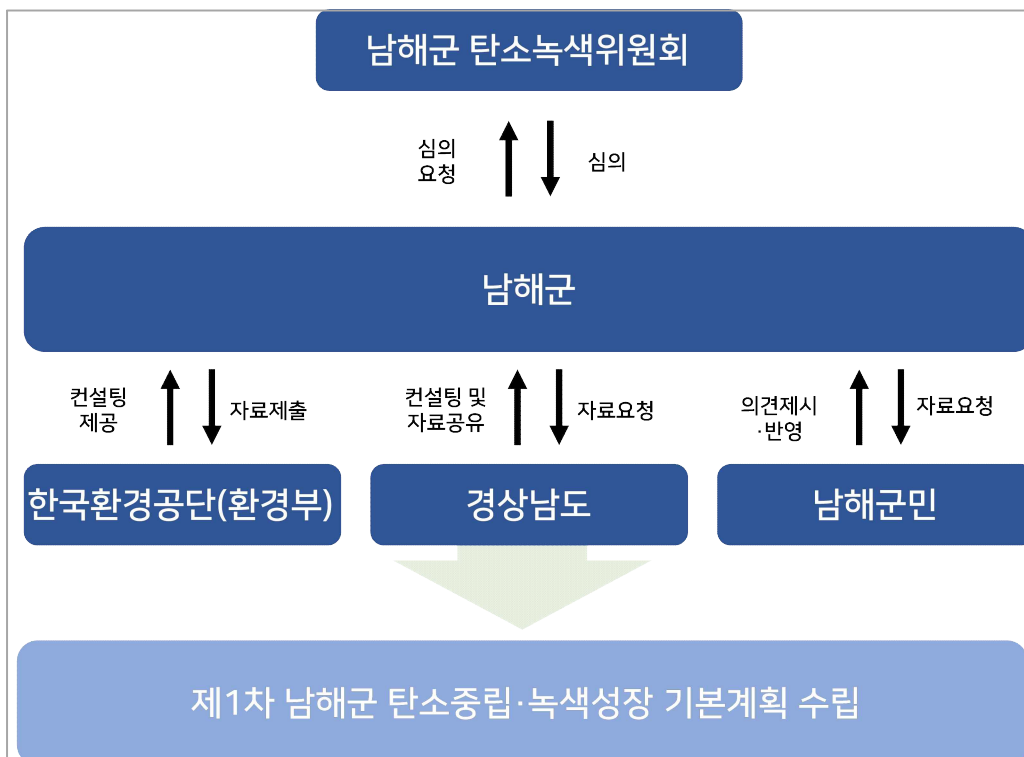 남해군 탄소녹색위원회
심의
요청
심의
남해군
컨설팅
제공
자료제출
컨설팅 및
자료공유
자료요청
의견제시
·반영
자료요청
한국환경공단(환경부)
경상남도
남해군민
제1차 남해군 탄소중립·녹색성장 기본계획 수립